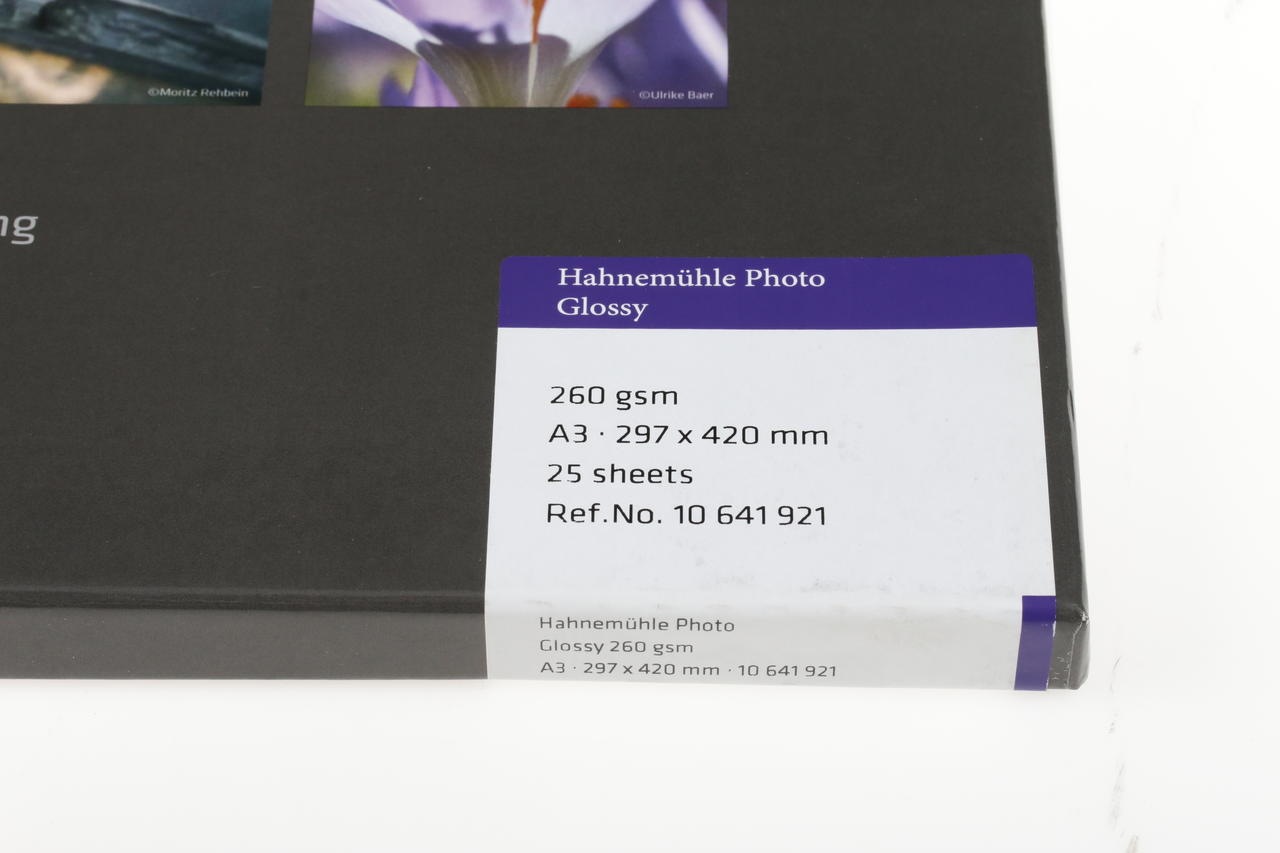 ©Moritz Rehbein
©Ulrike Baer
Hahnemühle Photo
Glossy
260 gsm
A3 · 297 x 420 mm
25 sheets
Ref.No. 10 641 921
Hahnemühle Photo
Glossy 260 gsm
A3 · 297 x 420 mm · 10 641 921